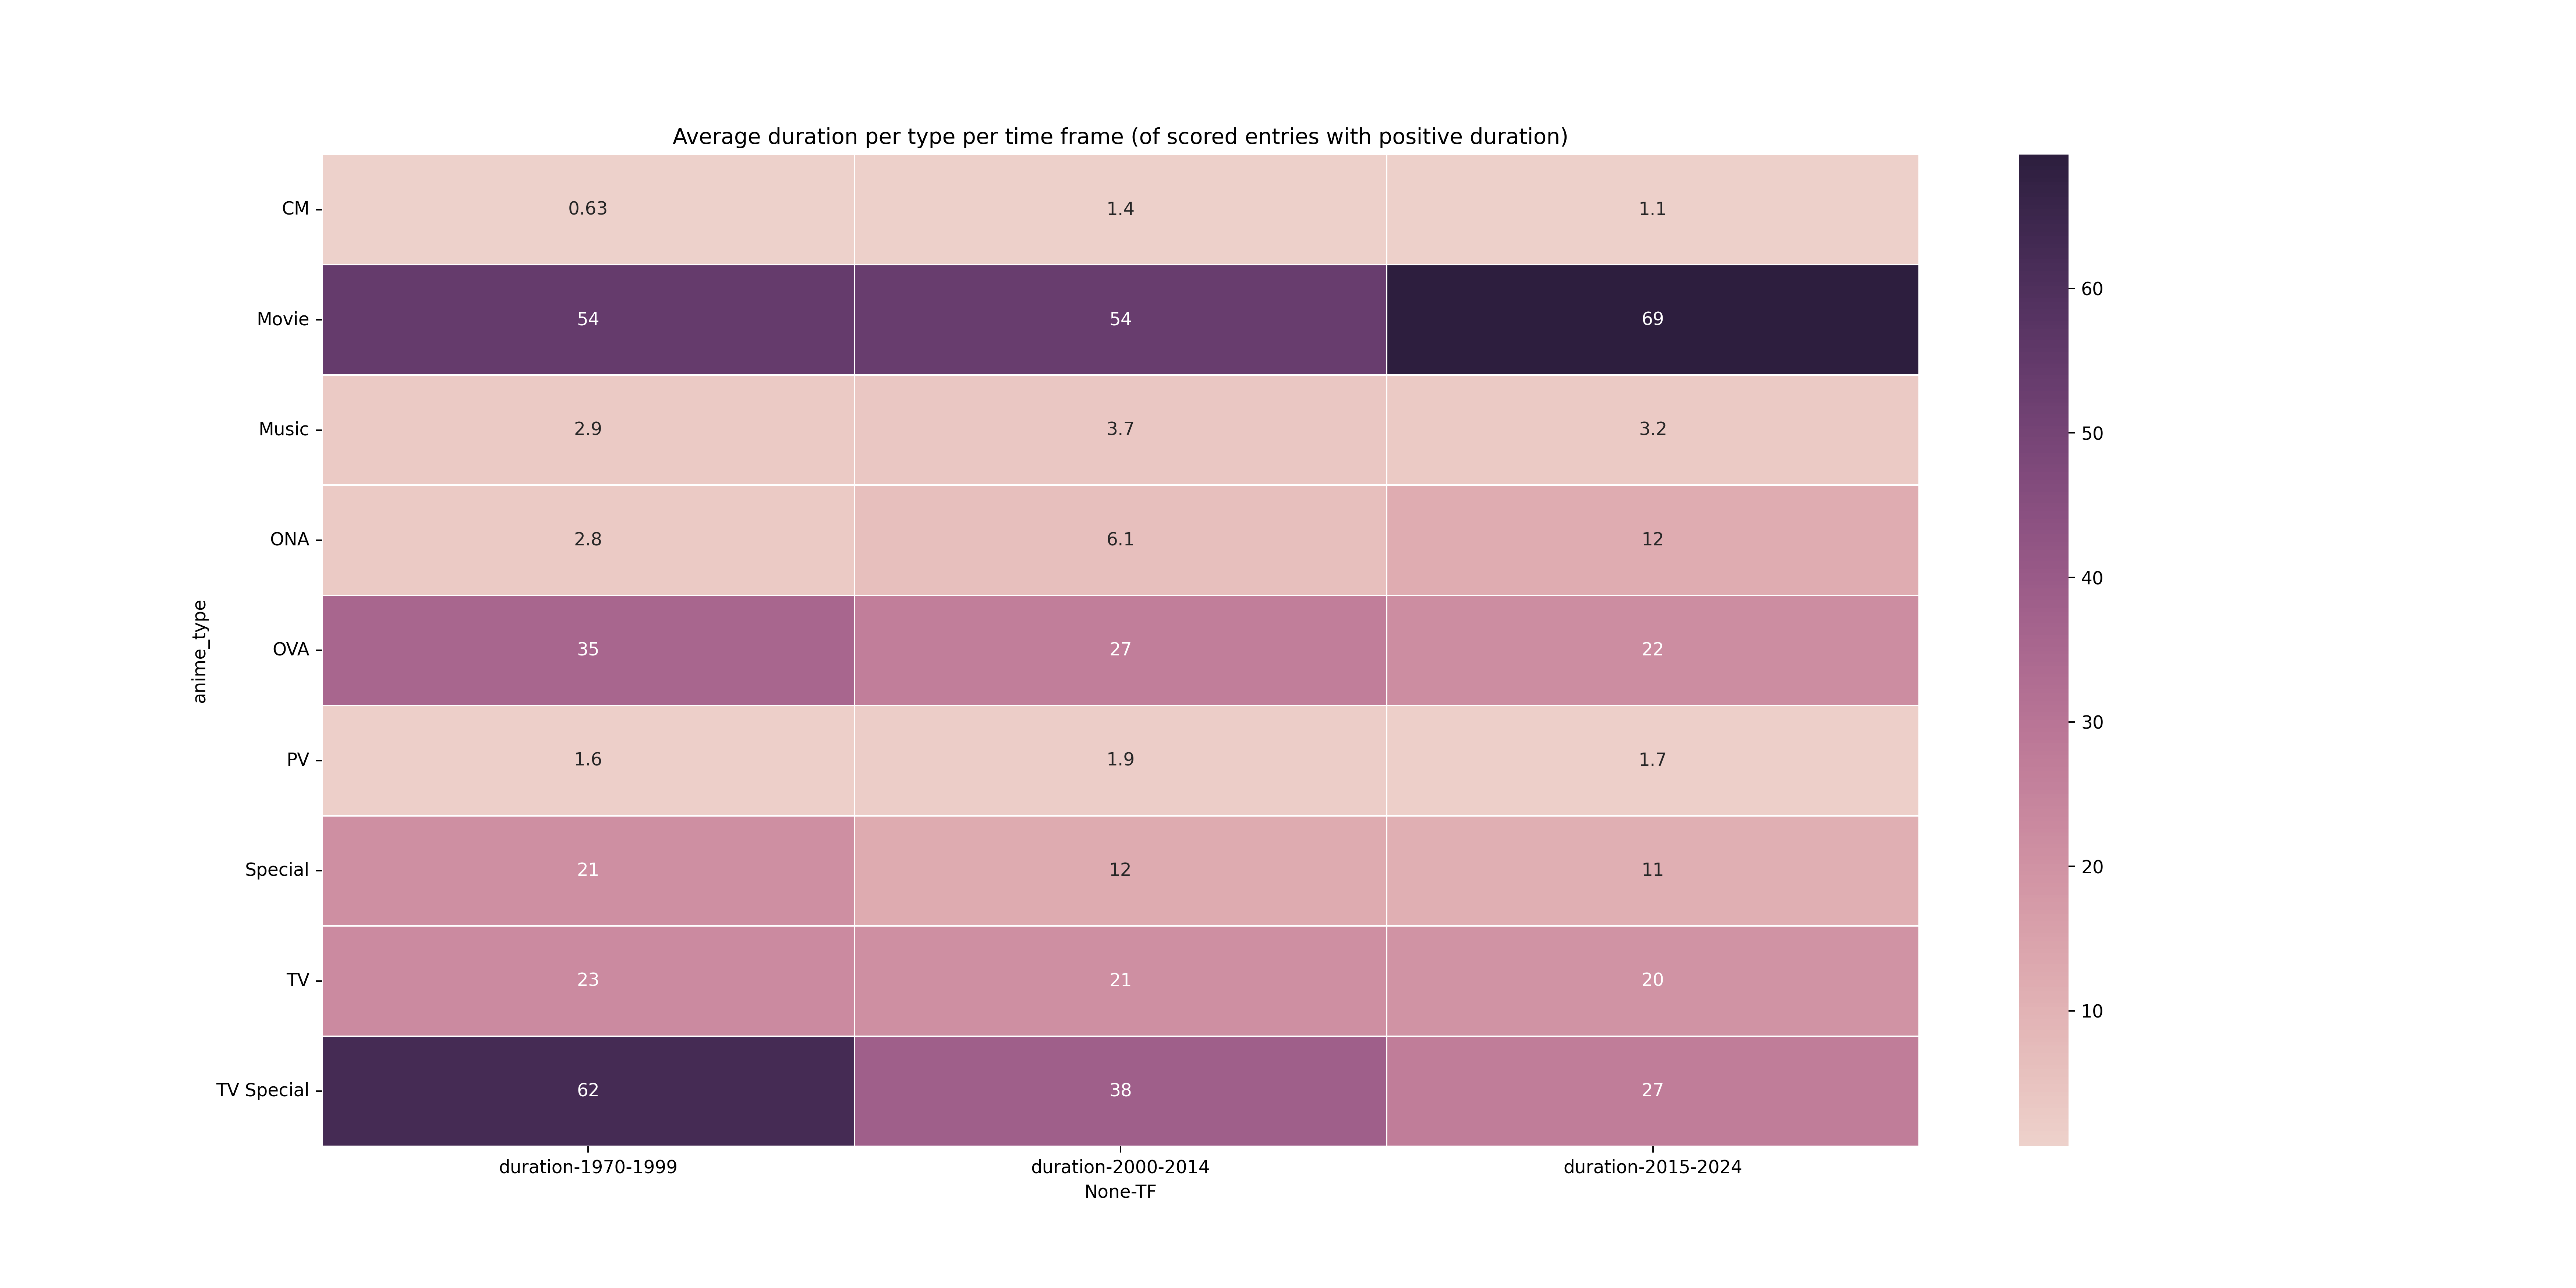 Average duration per type per time frame (of scored entries with positive duration)
CM 0.63 1.4 1.1
Movie 54 54 69
Music 2.9 3.7 3.2
ONA 2.8 6.1 12
OVA 35 27 22
PV 1.6 1.9 1.7
Special 21 12 11
TV 23 21 20
TV Special 62 38 27
anime_type
duration-1970-1999 duration-2000-2014 duration-2015-2024
None-TF
60
50
40
30
20
10